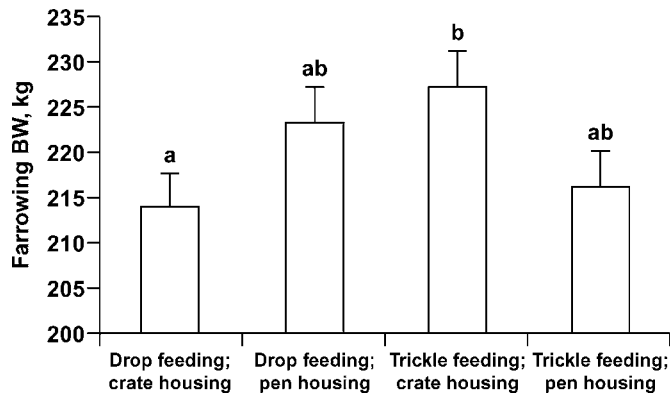 235
230
225
220
215
210
205
200
Farrowing BW, kg
a
ab
b
ab
Drop feeding;
crate housing
Drop feeding;
pen housing
Trickle feeding;
crate housing
Trickle feeding;
pen housing